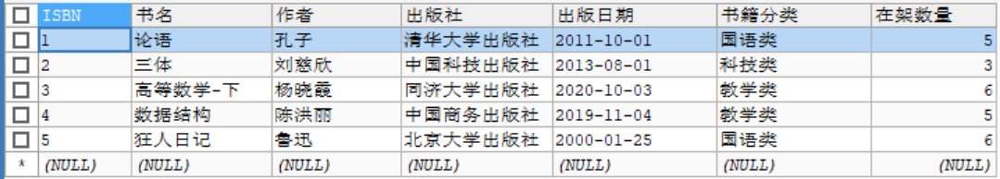 ISBN 书名 作者 出版社 出版日期 书籍分类 在架数量
1 论语 孔子 清华大学出版社 2011-10-01 国语类 5
2 三体 刘慈欣 中国科技出版社 2013-08-01 科技类 3
3 高等数学-下 杨晓霞 同济大学出版社 2020-10-03 教学类 6
4 数据结构 陈洪丽 中国商务出版社 2019-11-04 教学类 5
5 狂人日记 鲁迅 北京大学出版社 2000-01-25 国语类 6
* (NULL) (NULL) (NULL) (NULL) (NULL) (NULL) (NULL)